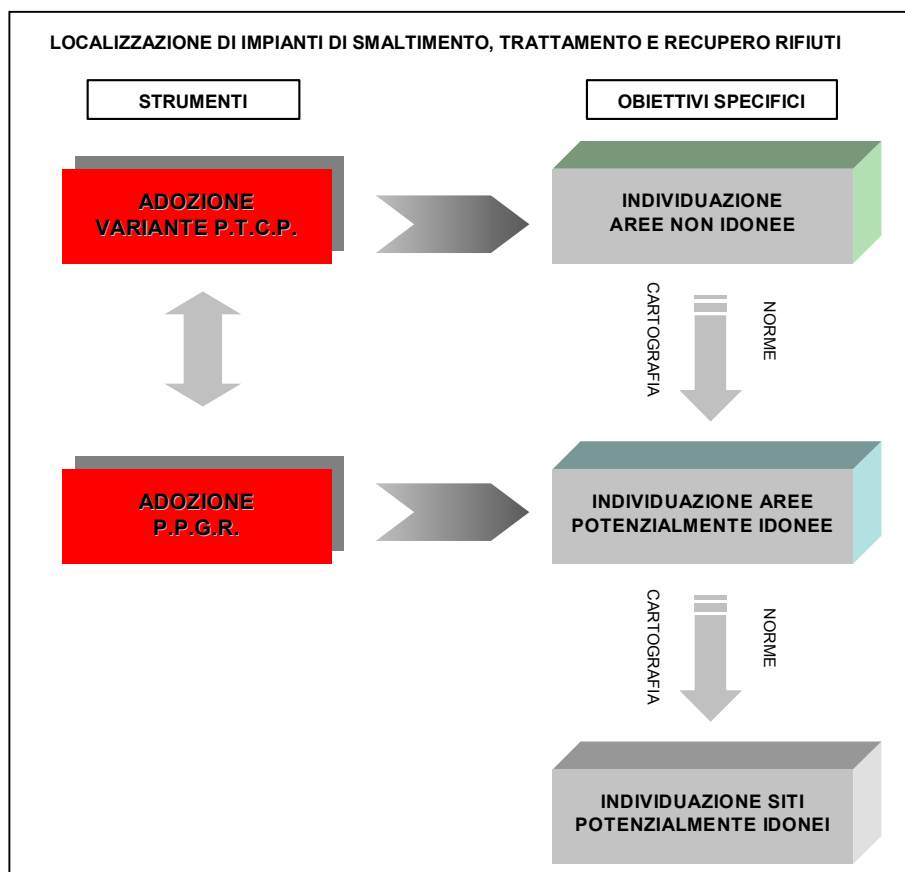 LOCALIZZAZIONE DI IMPIANTI DI SMALTIMENTO, TRATTAMENTO E RECUPERO RIFIUTI
STRUMENTI
OBIETTIVI SPECIFICI
ADOZIONE
VARIANTE P.T.C.P.
INDIVIDUAZIONE
AREE NON IDONEE
CARTOGRAFIA
NORME
ADOZIONE
P.P.G.R.
INDIVIDUAZIONE AREE
POTENZIALMENTE IDONEE
CARTOGRAFIA
NORME
INDIVIDUAZIONE SITI
POTENZIALMENTE IDONEI